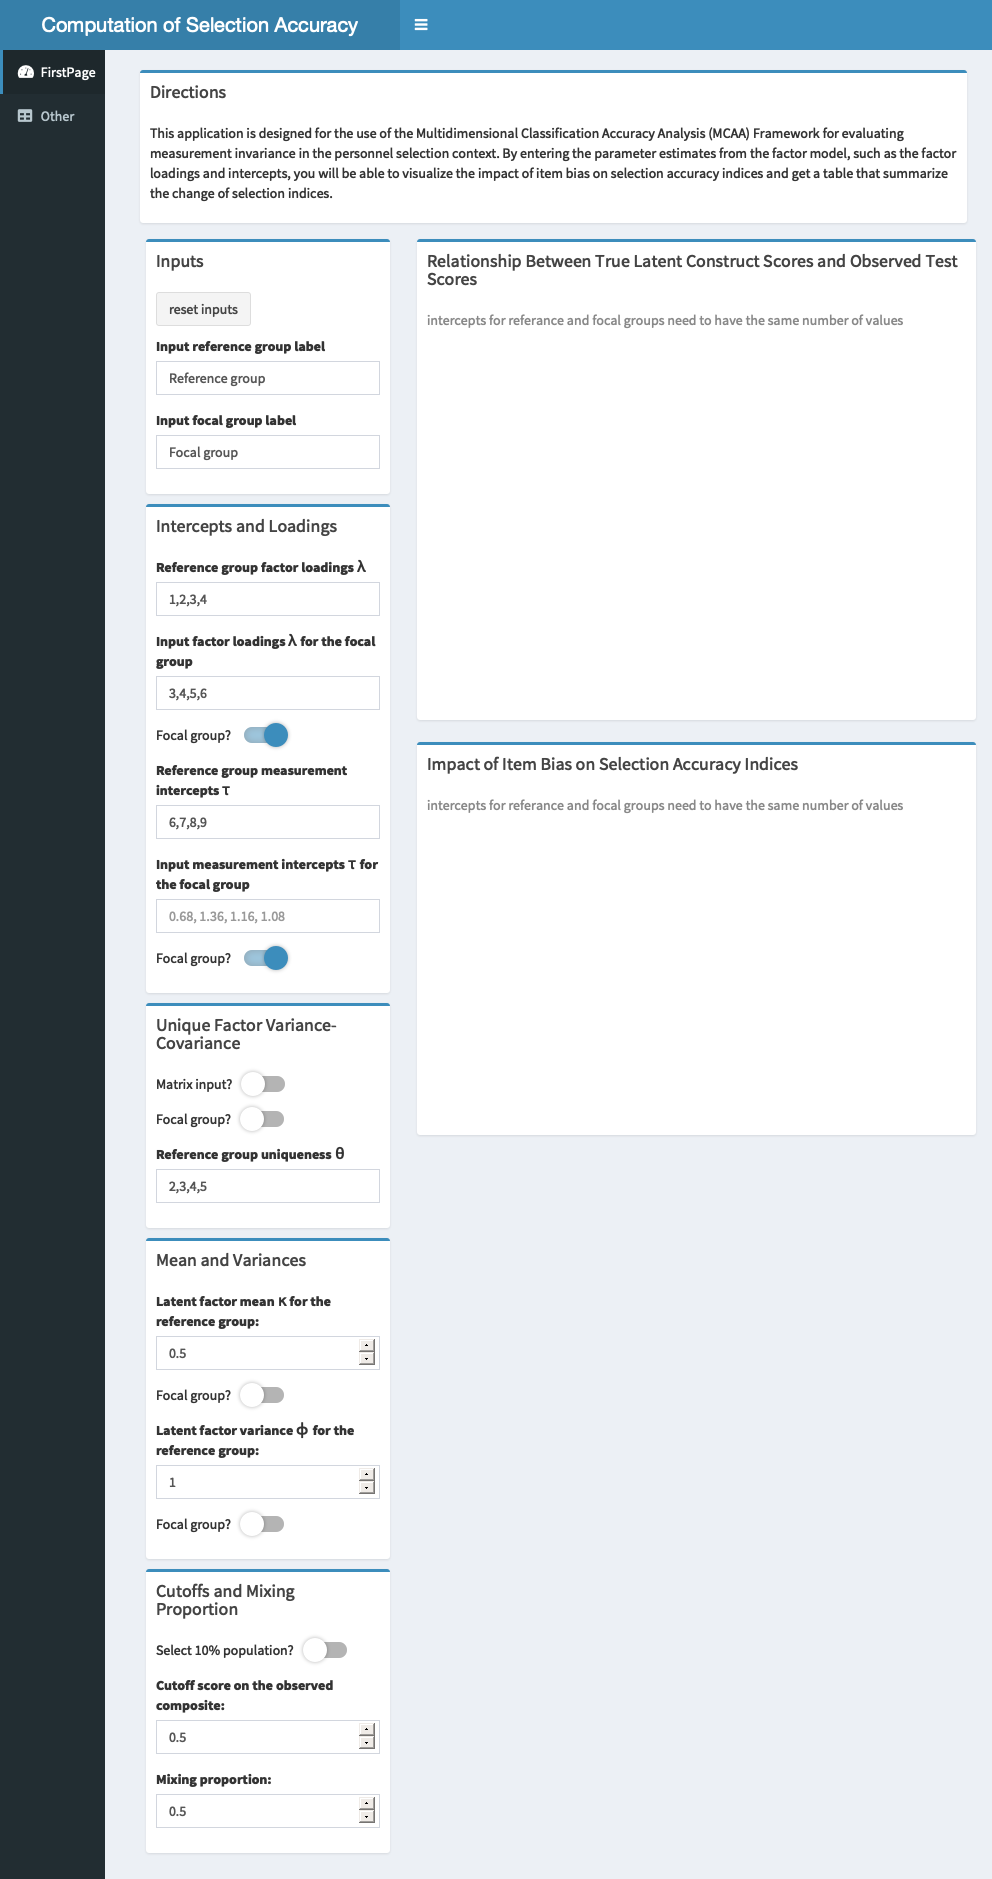 Computation of Selection Accuracy
FirstPage
Other
Directions
This application is designed for the use of the Multidimensional Classification Accuracy Analysis (MCAA) Framework for evaluating
measurement invariance in the personnel selection context. By entering the parameter estimates from the factor model, such as the factor
loadings and intercepts, you will be able to visualize the impact of item bias on selection accuracy indices and get a table that summarize
the change of selection indices.
Inputs
reset inputs
Input reference group label
Reference group
Input focal group label
Focal group
Intercepts and Loadings
Reference group factor loadings λ
1,2,3,4
Input factor loadings λ for the focal
group
3,4,5,6
Focal group?
Reference group measurement
intercepts τ
6,7,8,9
Input measurement intercepts τ for
the focal group
0.68, 1.36, 1.16, 1.08
Focal group?
Unique Factor Variance-
Covariance
Matrix input?
Focal group?
Reference group uniqueness θ
2,3,4,5
Mean and Variances
Latent factor mean κ for the
reference group:
0.5
Focal group?
Latent factor variance ϕ for the
reference group:
1
Focal group?
Cutoffs and Mixing
Proportion
Select 10% population?
Cutoff score on the observed
composite:
0.5
Mixing proportion:
0.5
Relationship Between True Latent Construct Scores and Observed Test
Scores
intercepts for referance and focal groups need to have the same number of values
Impact of Item Bias on Selection Accuracy Indices
intercepts for referance and focal groups need to have the same number of values